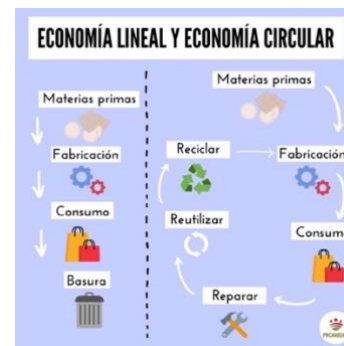 ECONOMÍA LINEAL Y ECONOMÍA CIRCULAR
Materias primas
Fabricación
Consumo
Basura
Materias primas
Fabricación
Consum
Reparar
Reutilizar
Reciclar